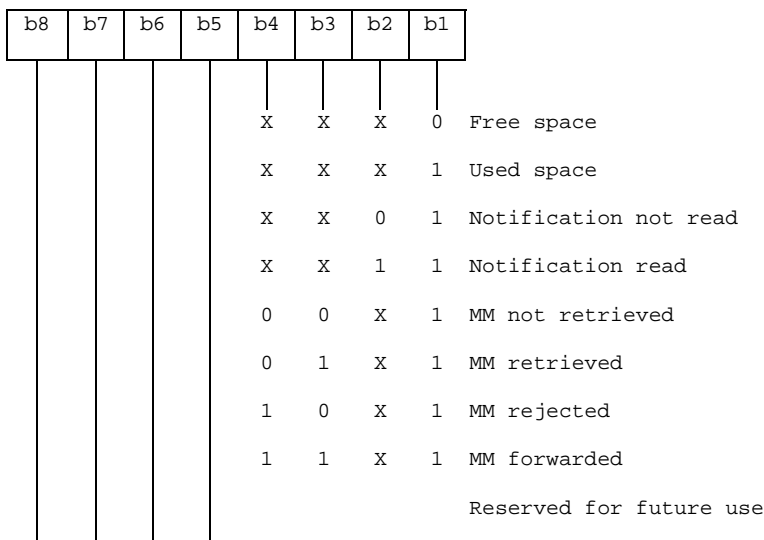 b8 b7 b6 b5 b4 b3 b2 b1
X X X 0 Free space
X X X 1 Used space
X X 0 1 Notification not read
X X 1 1 Notification read
0 0 X 1 MM not retrieved
0 1 X 1 MM retrieved
1 0 X 1 MM rejected
1 1 X 1 MM forwarded
Reserved for future use